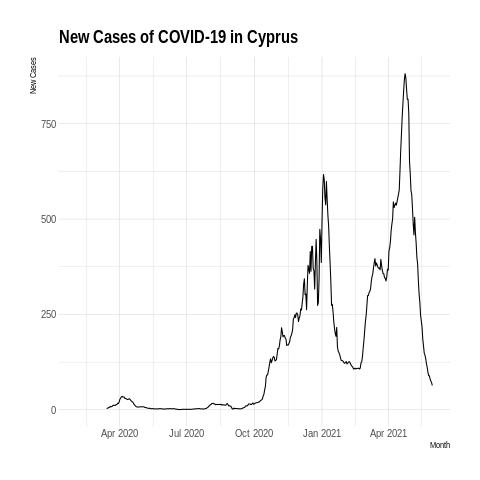 New Cases of COVID-19 in Cyprus
New Cases
750
500
250
0
Apr 2020 Jul 2020 Oct 2020 Jan 2021 Apr 2021
Month